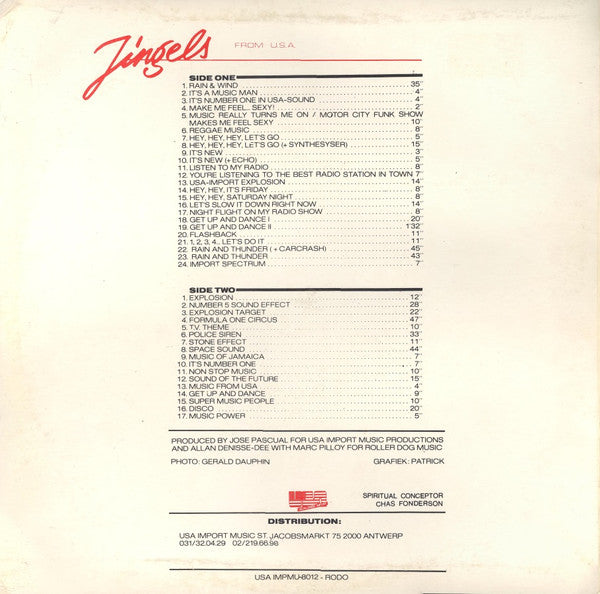 Jingels FROM U.S.A.
SIDE ONE
1. RAIN & WIND 35"
2. IT'S A MUSIC MAN 4"
3. IT'S NUMBER ONE IN USA-SOUND 4"
4. MAKE ME FEEL.. SEXY! 2"
5. MUSIC REALLY TURNS ME ON / MOTOR CITY FUNK SHOW
MAKES ME FEEL SEXY 10"
6. REGGAE MUSIC 8"
7. HEY, HEY, HEY, LET'S GO 5"
8. HEY, HEY, HEY, LET'S GO (+ SYNTHESYSER) 15"
9. IT'S NEW 3"
10. IT'S NEW (+ ECHO) 5"
11. LISTEN TO MY RADIO 8"
12. YOU'RE LISTENING TO THE BEST RADIO STATION IN TOWN 7"
13. USA-IMPORT EXPLOSION 14"
14. HEY, HEY, IT'S FRIDAY 8"
15. HEY, HEY, SATURDAY NIGHT 8"
16. LET'S SLOW IT DOWN RIGHT NOW 14"
17. NIGHT FLIGHT ON MY RADIO SHOW 8"
18. GET UP AND DANCE I 20"
19. GET UP AND DANCE II 1'32"
20. FLASHBACK 11"
21. 1, 2, 3, 4.. LET'S DO IT 11"
22. RAIN AND THUNDER (+ CARCRASH) 45"
23. RAIN AND THUNDER 43"
24. IMPORT SPECTRUM 7"
SIDE TWO
1. EXPLOSION 12"
2. NUMBER 5 SOUND EFFECT 28"
3. EXPLOSION TARGET 22"
4. FORMULA ONE CIRCUS 47"
5. T.V. THEME 10"
6. POLICE SIREN 33"
7. STONE EFFECT 11"
8. SPACE SOUND 44"
9. MUSIC OF JAMAICA 7"
10. IT'S NUMBER ONE 7"
11. NON STOP MUSIC 10"
12. SOUND OF THE FUTURE 15"
13. MUSIC FROM USA 4"
14. GET UP AND DANCE 9"
15. SUPER MUSIC PEOPLE 10"
16. DISCO 20"
17. MUSIC POWER 5"
PRODUCED BY JOSE PASCUAL FOR USA IMPORT MUSIC PRODUCTIONS
AND ALLAN DENISSE-DEE WITH MARC PILLOY FOR ROLLER DOG MUSIC
PHOTO: GERALD DAUPHIN GRAFIEK: PATRICK
USA
SPIRITUAL CONCEPTOR
CHAS FONDERSON
DISTRIBUTION:
USA IMPORT MUSIC ST. JACOBSMARKT 75 2000 ANTWERP
031/32.04.29 02/219.66.96
USA IMPMU-8012 - RODO